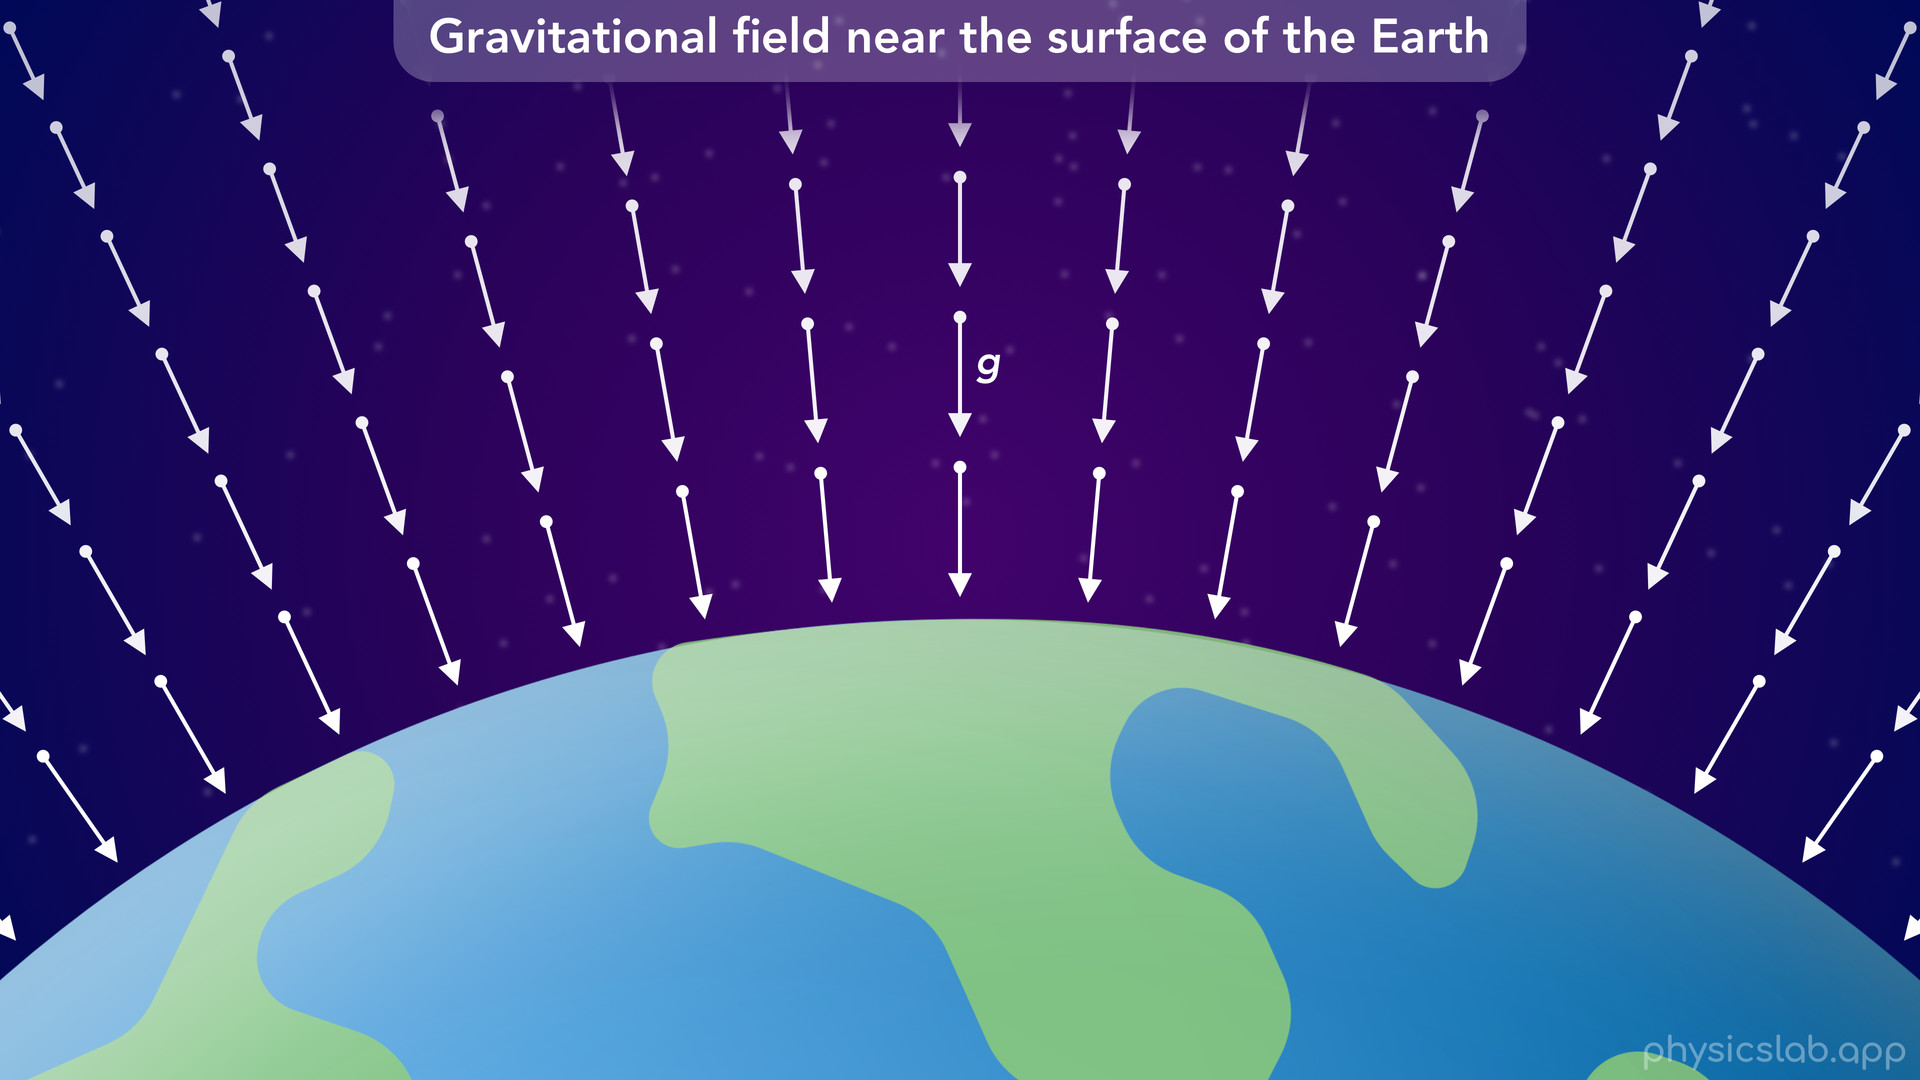 Gravitational field near the surface of the Earth
g
physicslab.app